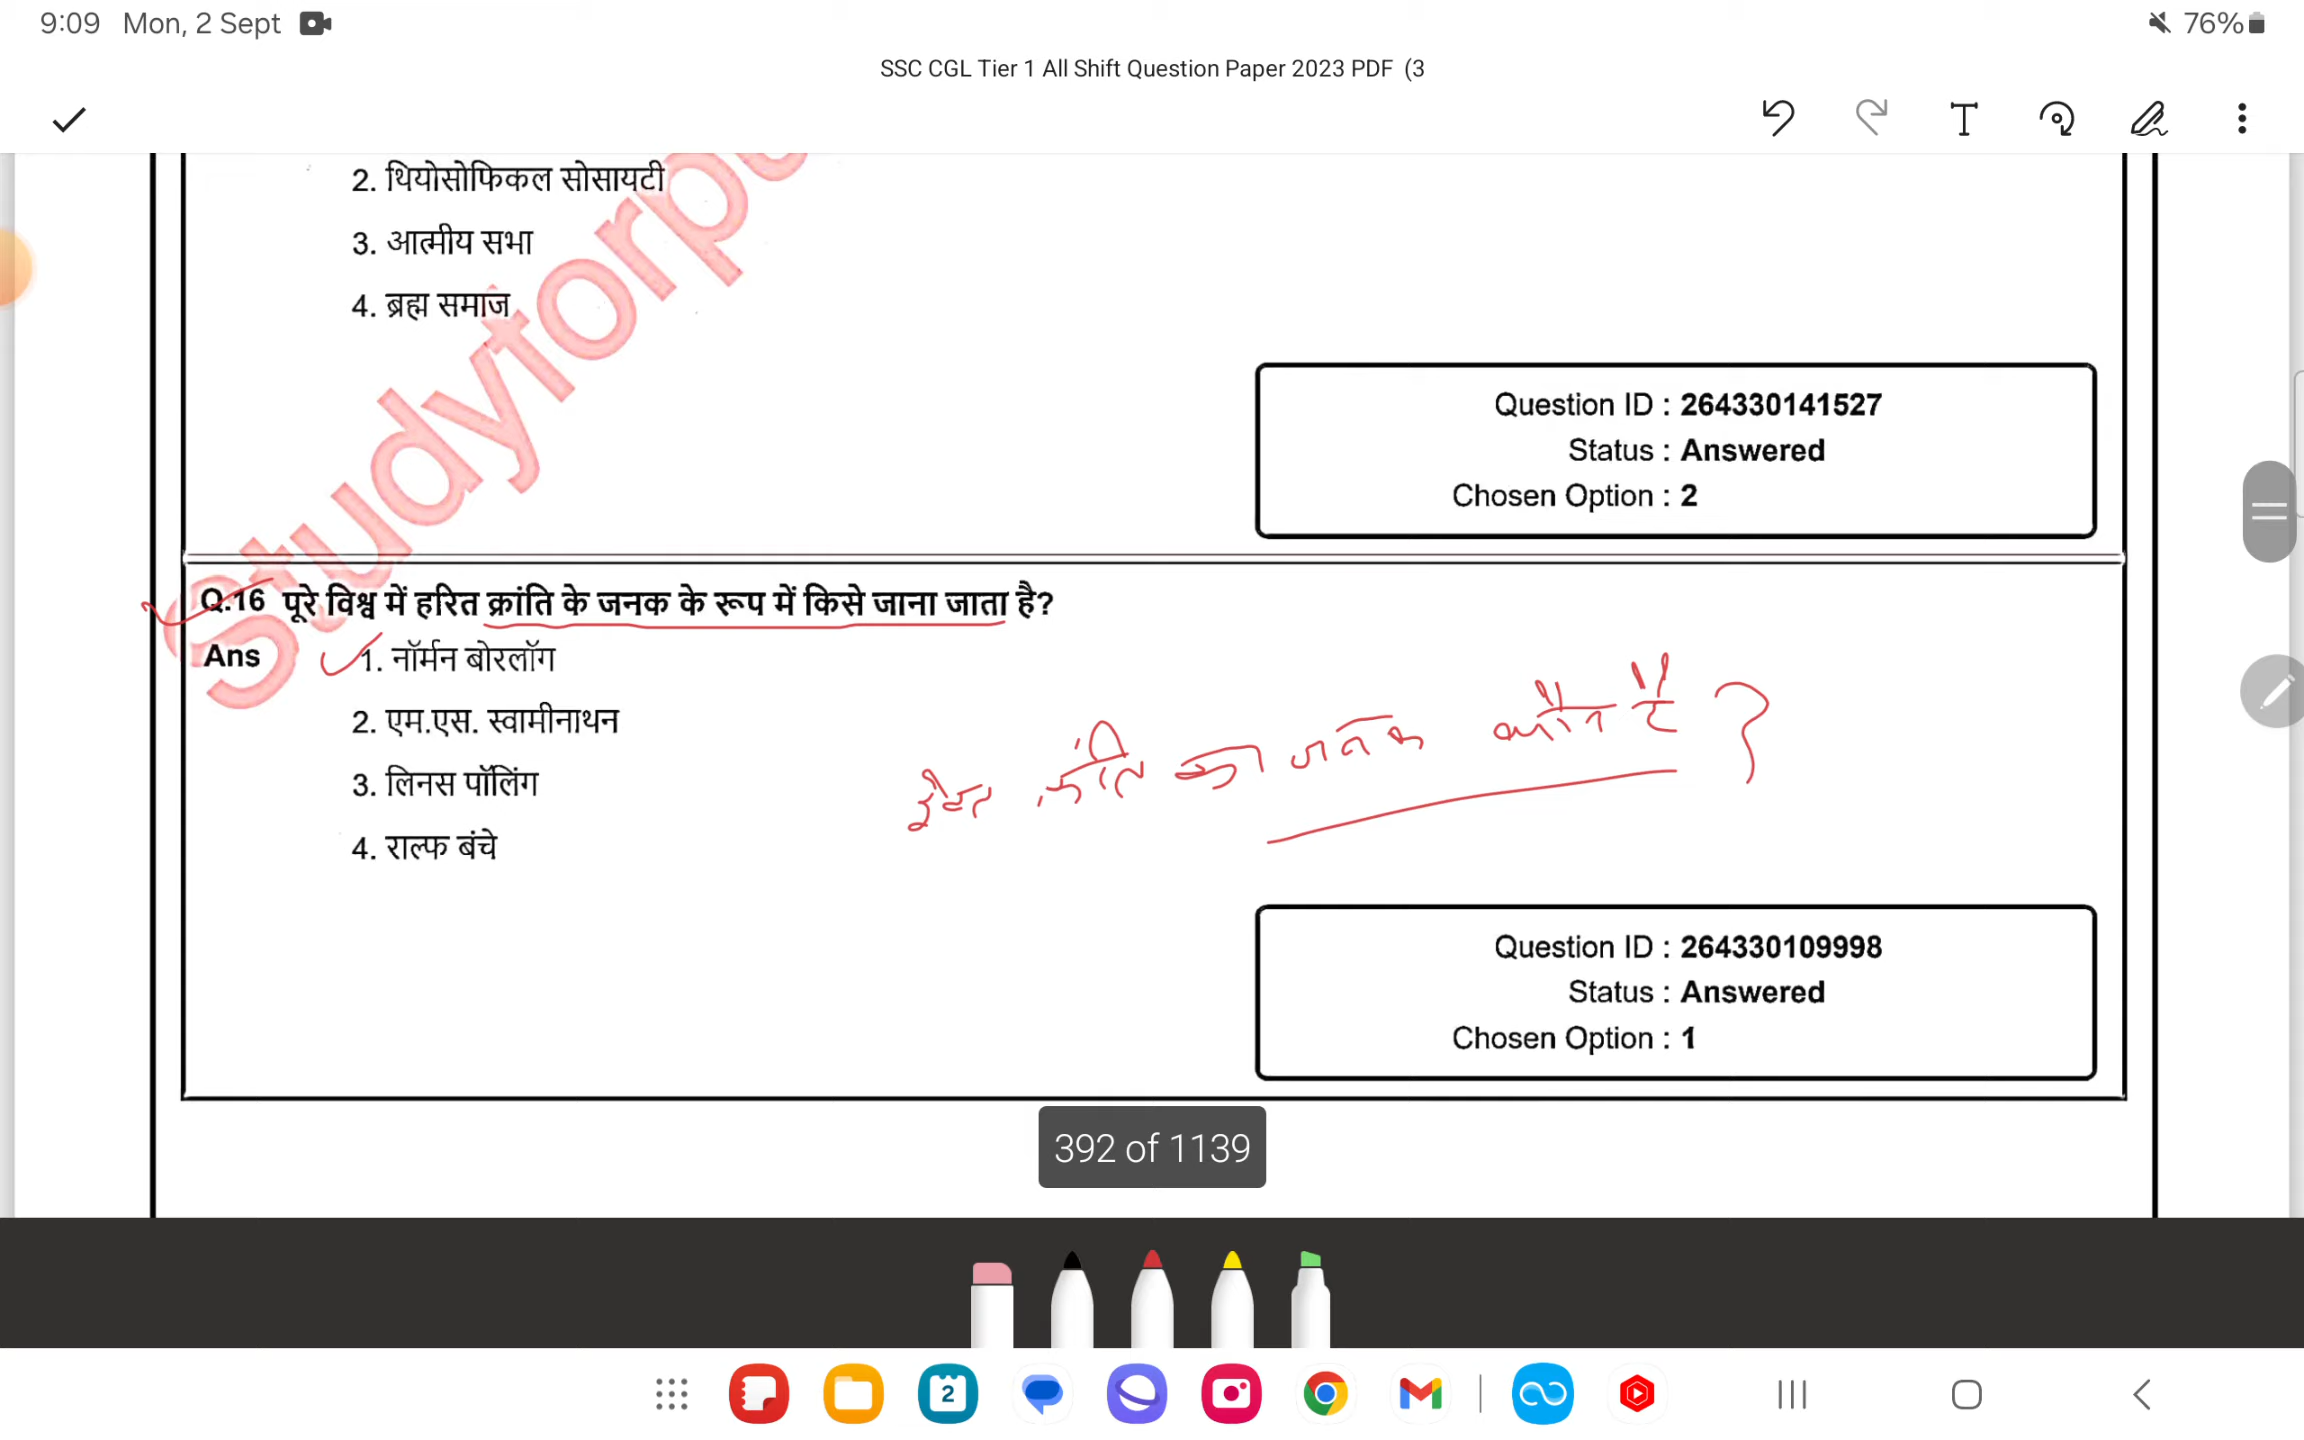 9:09 Mon, 2 Sept 76%
SSC CGL Tier 1 All Shift Question Paper 2023 PDF (3
2. थियोसोफिकल सोसायटी
3. आत्मीय सभा
4. ब्रह्म समाज
Question ID : 264330141527
Status : Answered
Chosen Option : 2
Q.16 पूरे विश्व में हरित क्रांति के जनक के रूप में किसे जाना जाता है?
Ans 1. नॉर्मन बोरलॉग
2. एम.एस. स्वामीनाथन
3. लिनस पॉलिंग
4. राल्फ बंचे
क्रांति का जनक कौन है ?
Question ID : 264330109998
Status : Answered
Chosen Option : 1
392 of 1139
2